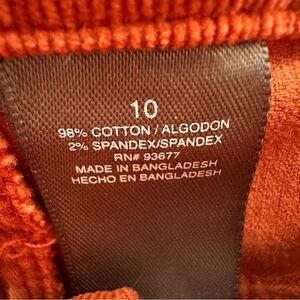 10
98% COTTON / ALGODON
2% SPANDEX/SPANDEX
RN# 93677
MADE IN BANGLADESH
HECHO EN BANGLADESH